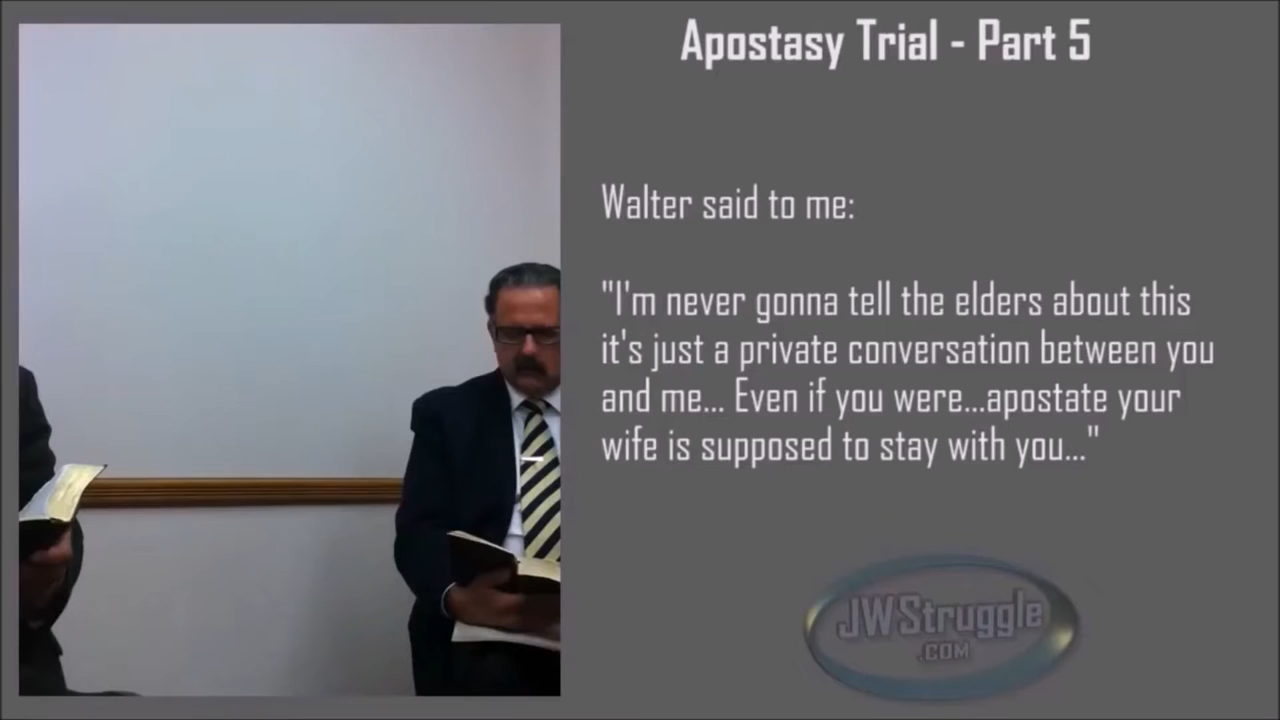 Apostasy Trial - Part 5
Walter said to me:
"I'm never gonna tell the elders about this
it's just a private conversation between you
and me... Even if you were...apostate your
wife is supposed to stay with you..."
JWStruggle
.COM